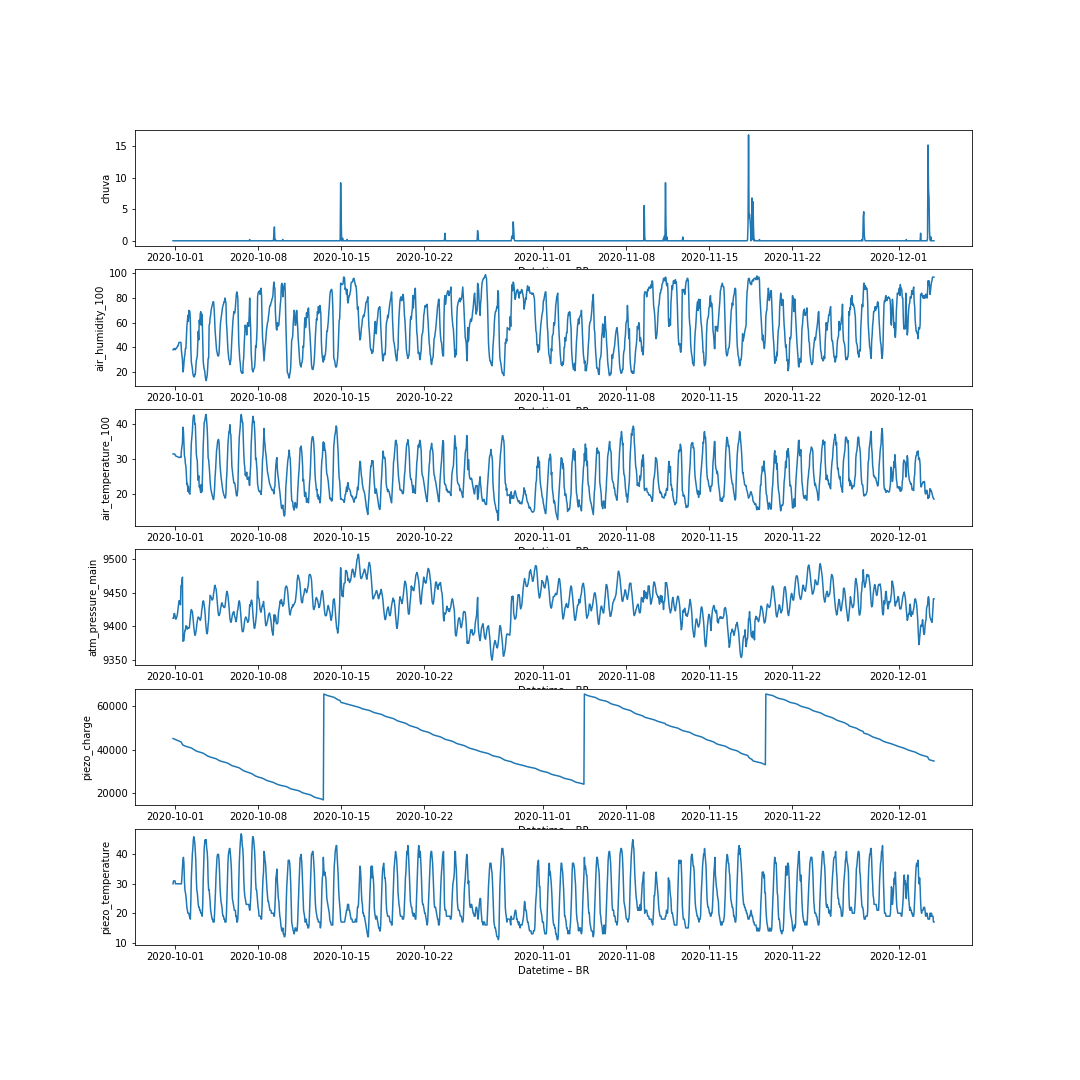 chuva
15
10
5
0
2020-10-01 2020-10-08 2020-10-15 2020-10-22 2020-11-01 2020-11-08 2020-11-15 2020-11-22 2020-12-01
Datetime – BR
air_humidity_100
100
80
60
40
20
2020-10-01 2020-10-08 2020-10-15 2020-10-22 2020-11-01 2020-11-08 2020-11-15 2020-11-22 2020-12-01
air_temperature_100
40
30
20
2020-10-01 2020-10-08 2020-10-15 2020-10-22 2020-11-01 2020-11-08 2020-11-15 2020-11-22 2020-12-01
Datetime – BR
atm_pressure_main
9500
9450
9400
9350
2020-10-01 2020-10-08 2020-10-15 2020-10-22 2020-11-01 2020-11-08 2020-11-15 2020-11-22 2020-12-01
Datetime – BR
piezo_charge
60000
40000
20000
2020-10-01 2020-10-08 2020-10-15 2020-10-22 2020-11-01 2020-11-08 2020-11-15 2020-11-22 2020-12-01
Datetime – BR
piezo_temperature
40
30
20
10
2020-10-01 2020-10-08 2020-10-15 2020-10-22 2020-11-01 2020-11-08 2020-11-15 2020-11-22 2020-12-01
Datetime – BR